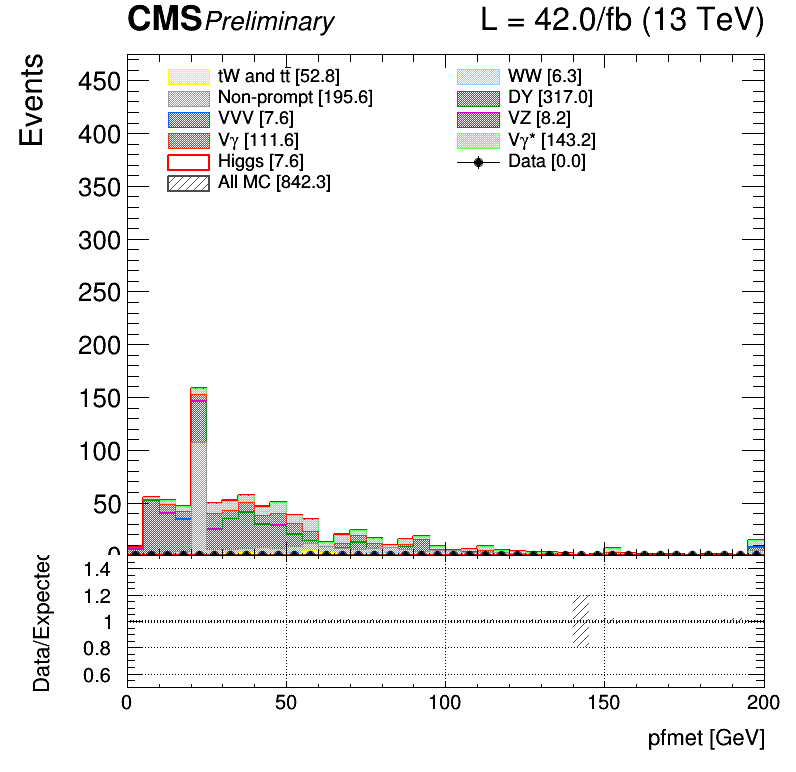 CMS Preliminary L = 42.0/fb (13 TeV)
Events
450
400
350
300
250
200
150
100
50
0
tW and tt̄ [52.8]
Non-prompt [195.6]
VVV [7.6]
Vγ [111.6]
Higgs [7.6]
All MC [842.3]
WW [6.3]
DY [317.0]
VZ [8.2]
Vγ* [143.2]
Data [0.0]
Data/Expected
1.4
1.2
1
0.8
0.6
0 50 100 150 200
pfmet [GeV]